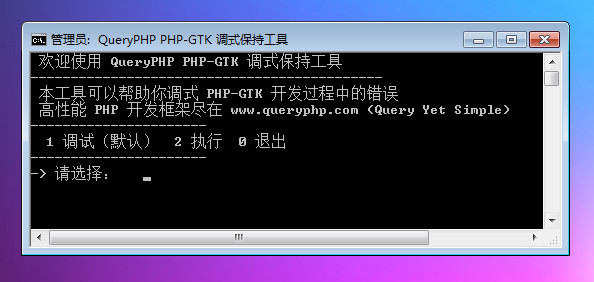 管理员: QueryPHP PHP-GTK 调式保持工具
欢迎使用 QueryPHP PHP-GTK 调式保持工具
--------------------------------------------
本工具可以帮助你调式 PHP-GTK 开发过程中的错误
高性能 PHP 开发框架尽在 www.queryphp.com (Query Yet Simple)
----------------------
1 调试（默认） 2 执行 0 退出
----------------------
-> 请选择: